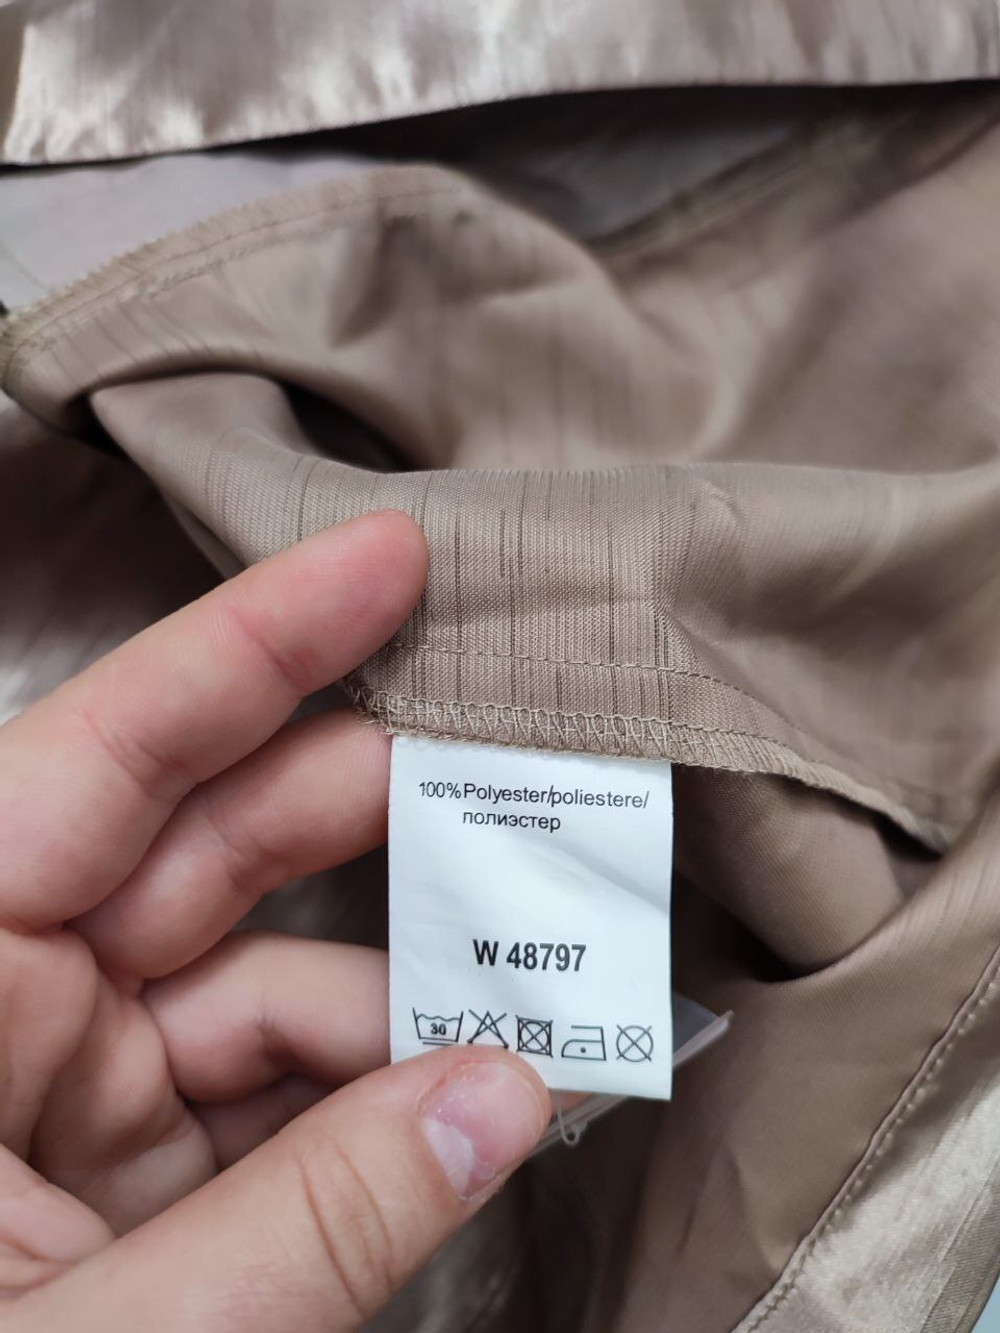 100%Polyester/poliestere/
полиэстер
W 48797
30